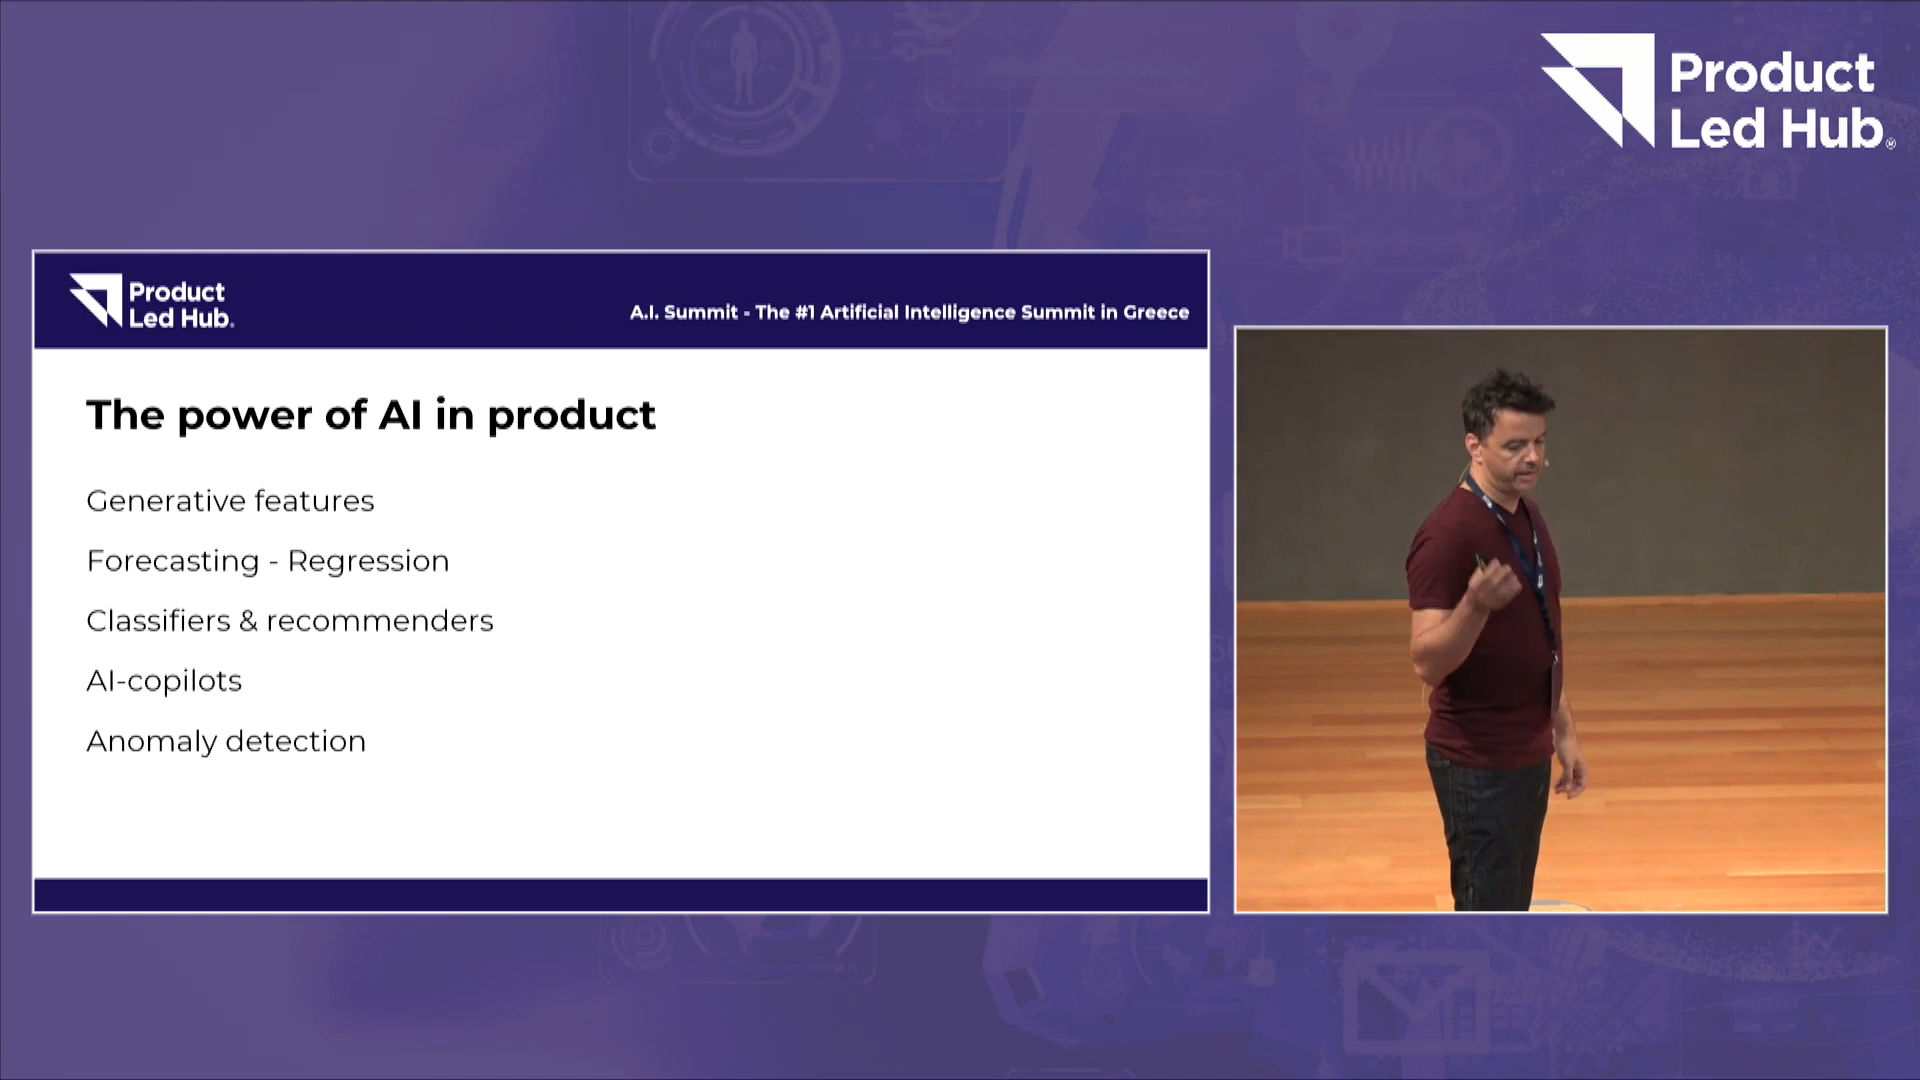 Product
Led Hub®
Product
Led Hub.
A.I. Summit - The #1 Artificial Intelligence Summit in Greece
The power of AI in product
Generative features
Forecasting - Regression
Classifiers & recommenders
AI-copilots
Anomaly detection